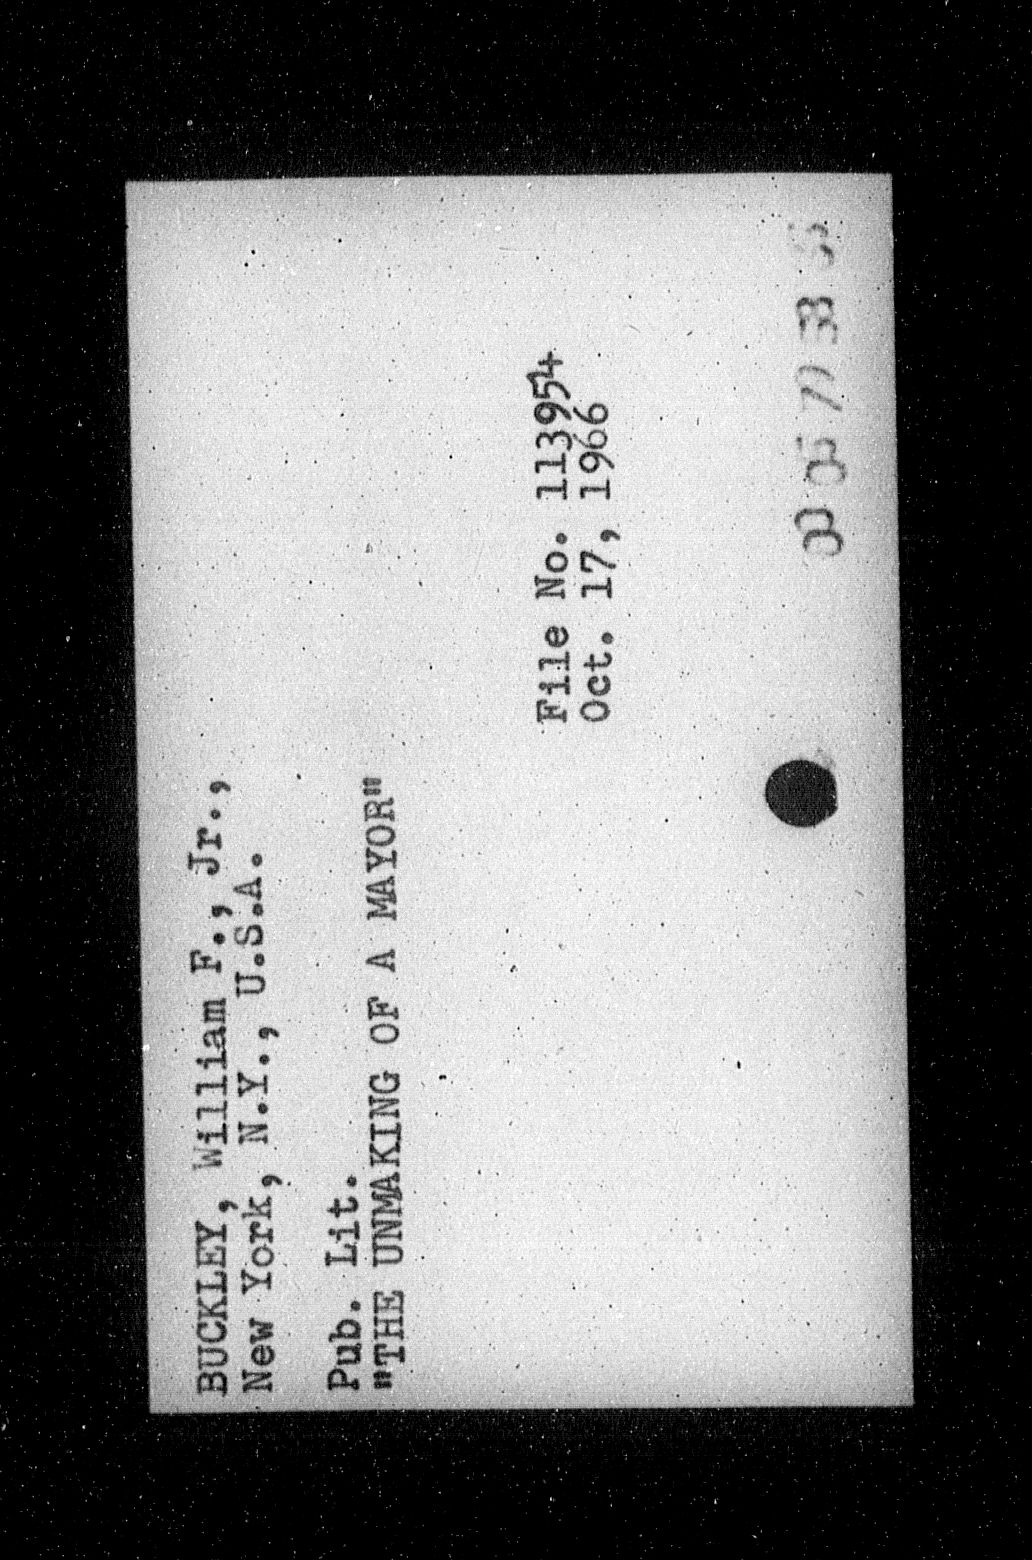 BUCKLEY, William F., Jr.,
New York, N.Y., U.S.A.
Pub. Lit.
"THE UNMAKING OF A MAYOR"
File No. 113954
Oct. 17, 1966